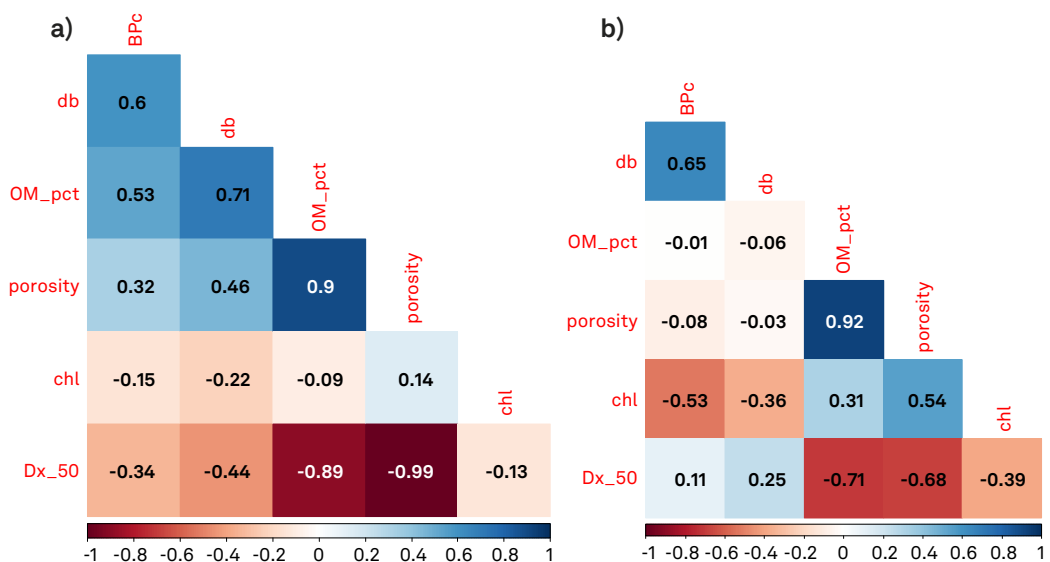 a)
BPc
db
0.6
db
OM_pct
0.53 0.71
OM_pct
porosity
0.32 0.46 0.9
porosity
chl
-0.15 -0.22 -0.09 0.14
chl
Dx_50
-0.34 -0.44 -0.89 -0.99 -0.13
-1 -0.8 -0.6 -0.4 -0.2 0 0.2 0.4 0.6 0.8 1
b)
BPc
db
0.65
db
OM_pct
-0.01 -0.06
OM_pct
porosity
-0.08 -0.03 0.92
porosity
chl
-0.53 -0.36 0.31 0.54
chl
Dx_50
0.11 0.25 -0.71 -0.68 -0.39
-1 -0.8 -0.6 -0.4 -0.2 0 0.2 0.4 0.6 0.8 1